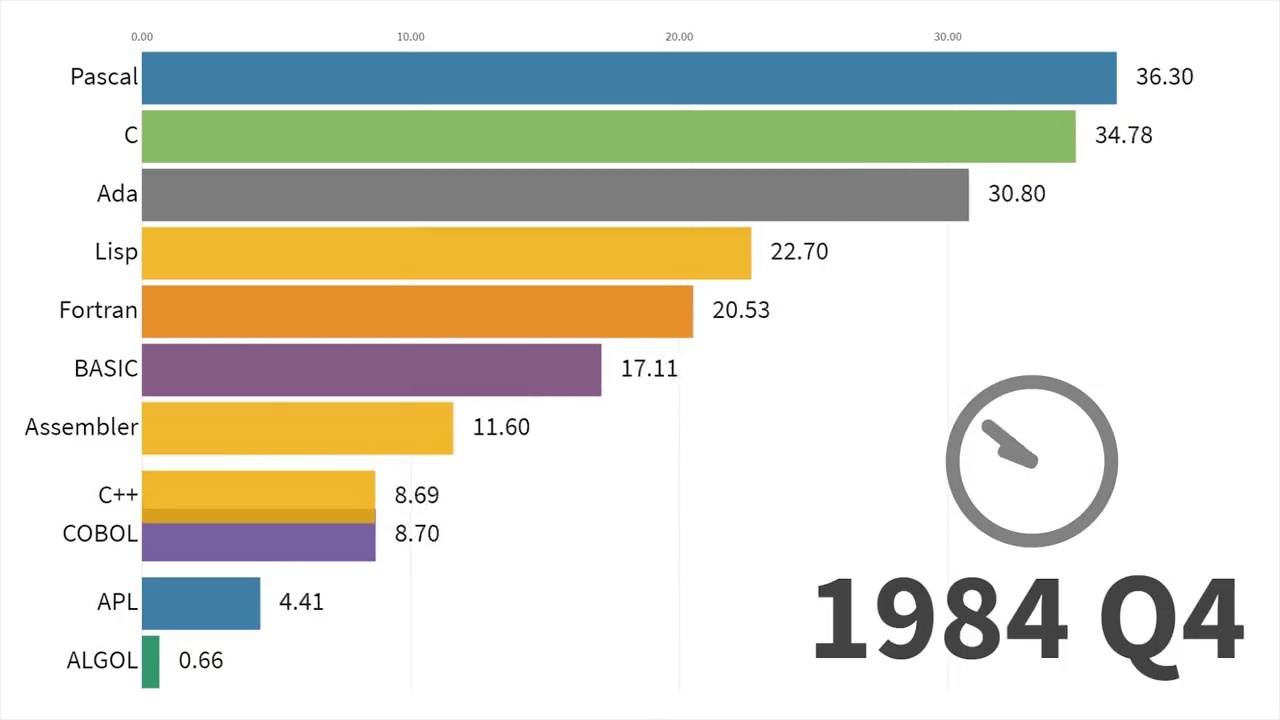 0.00 10.00 20.00 30.00
Pascal 36.30
C 34.78
Ada 30.80
Lisp 22.70
Fortran 20.53
BASIC 17.11
Assembler 11.60
C++ 8.69
COBOL 8.70
APL 4.41
ALGOL 0.66
1984 Q4